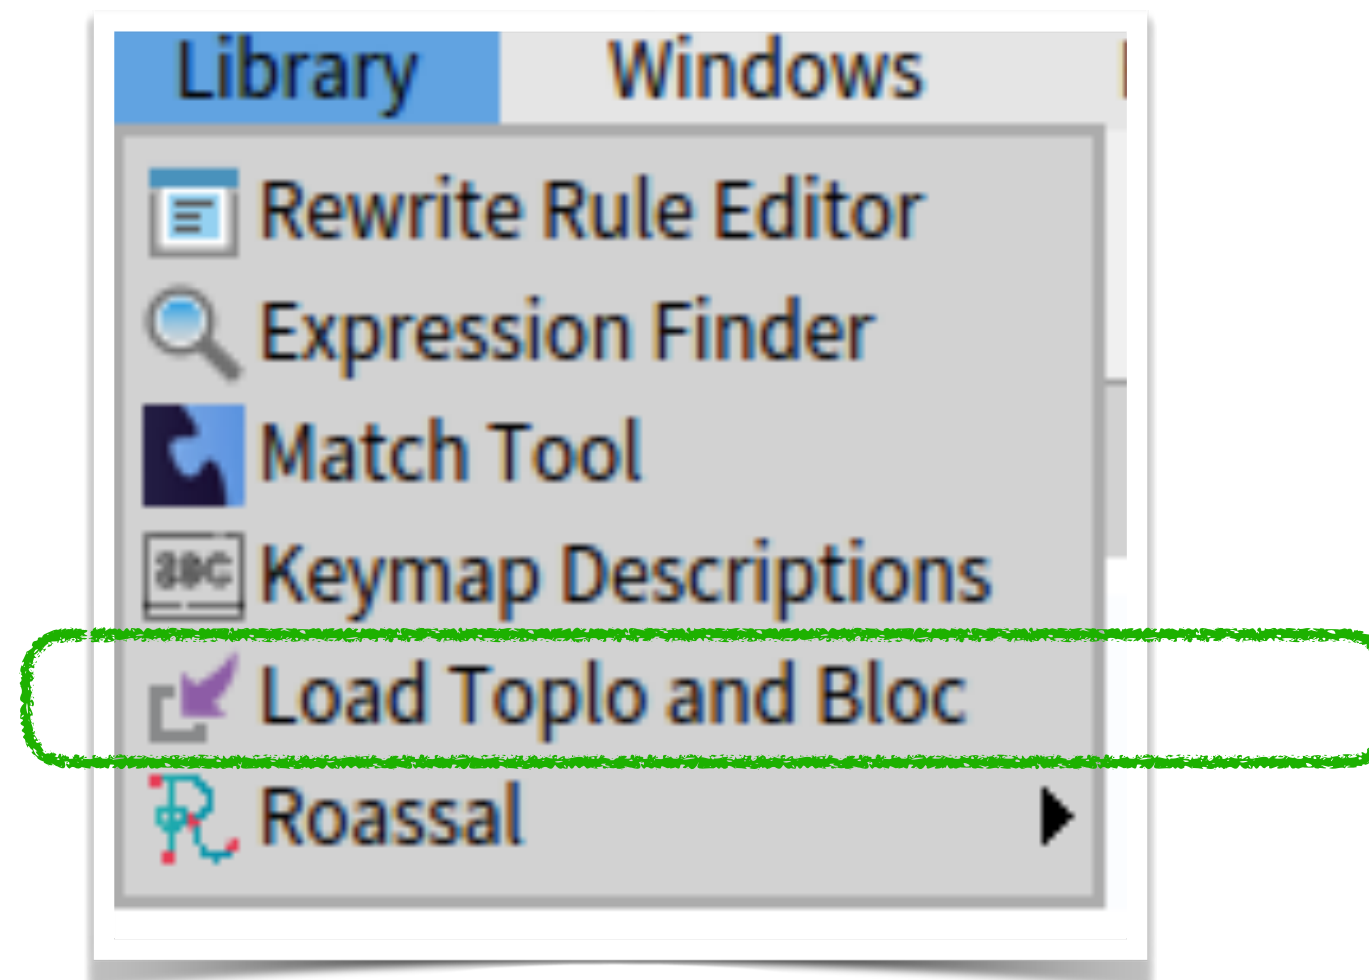 Library Windows
Rewrite Rule Editor
Expression Finder
Match Tool
Keymap Descriptions
Load Toplo and Bloc
Roassal